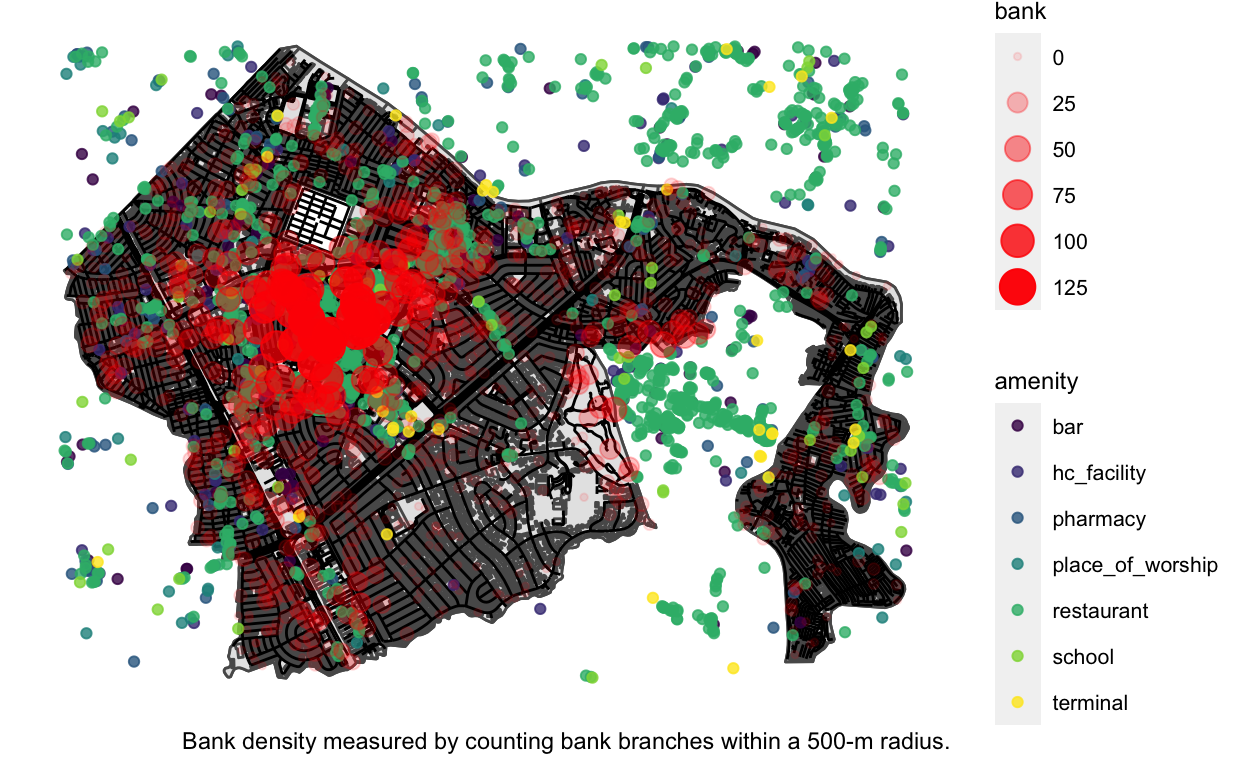 bank
0
25
50
75
100
125
amenity
bar
hc_facility
pharmacy
place_of_worship
restaurant
school
terminal
Bank density measured by counting bank branches within a 500-m radius.